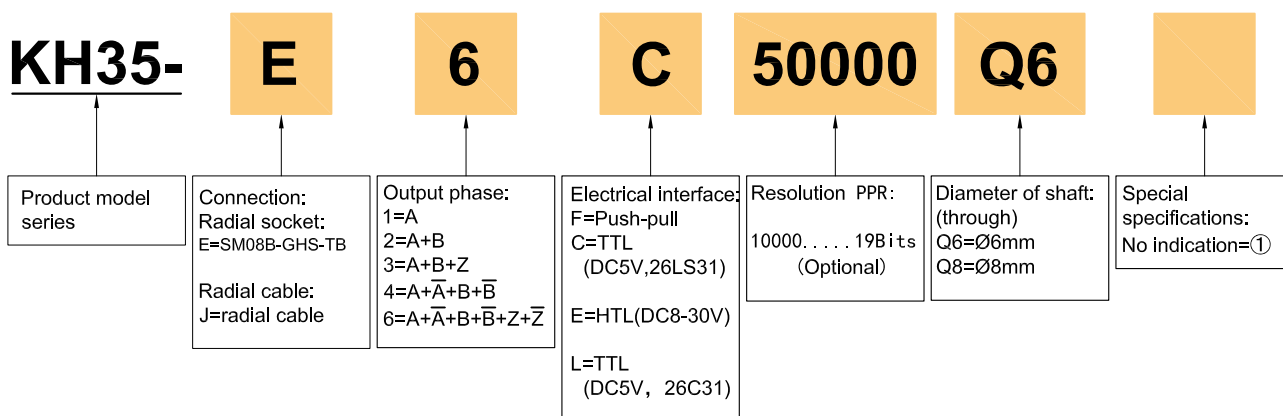 KH35- E 6 C 50000 Q6
Product model
series
Connection:
Radial socket:
E=SM08B-GHS-TB
Radial cable:
J=radial cable
Output phase:
1=A
2=A+B
3=A+B+Z
4=A+A̅+B+B̅
6=A+A̅+B+B̅+Z+Z̅
Electrical interface:
F=Push-pull
C=TTL
(DC5V,26LS31)
E=HTL(DC8-30V)
L=TTL
(DC5V, 26C31)
Resolution PPR:
10000.....19Bits
(Optional)
Diameter of shaft:
(through)
Q6=Ø6mm
Q8=Ø8mm
Special
specifications:
No indication=①